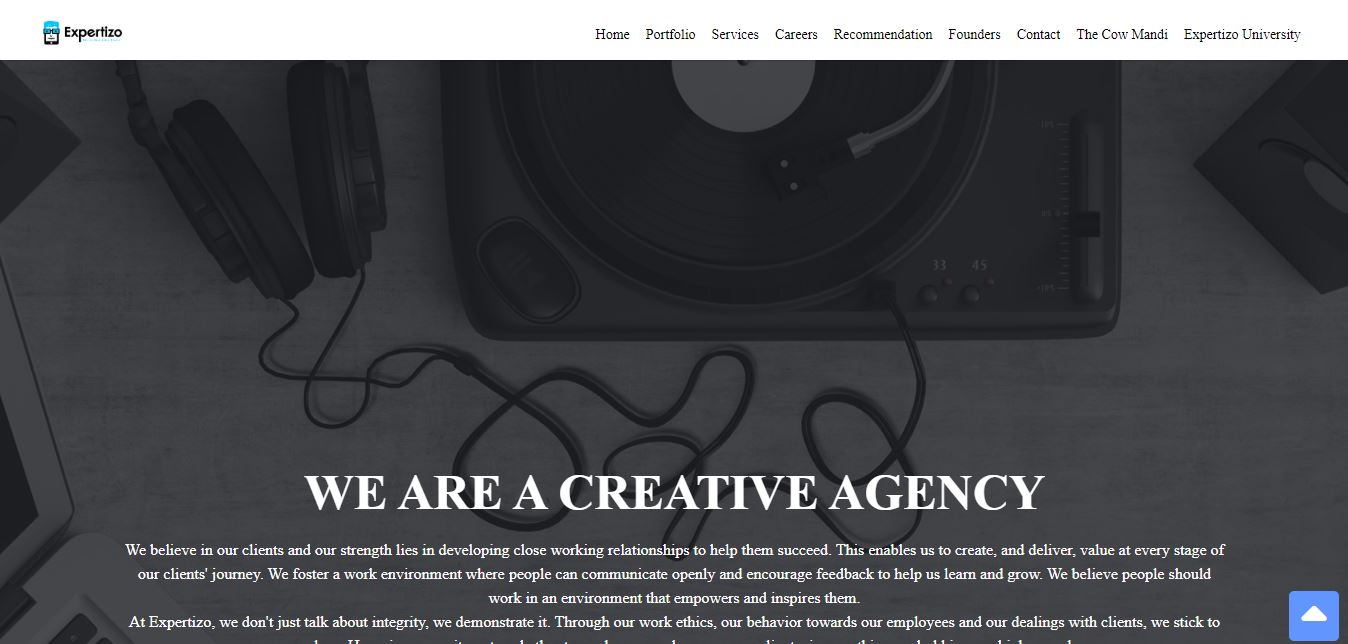 Expertizo
Home Portfolio Services Careers Recommendation Founders Contact The Cow Mandi Expertizo University
10%
0%
33 45
+10%
WE ARE A CREATIVE AGENCY
We believe in our clients and our strength lies in developing close working relationships to help them succeed. This enables us to create, and deliver, value at every stage of
our clients' journey. We foster a work environment where people can communicate openly and encourage feedback to help us learn and grow. We believe people should
work in an environment that empowers and inspires them.
At Expertizo, we don't just talk about integrity, we demonstrate it. Through our work ethics, our behavior towards our employees and our dealings with clients, we stick to